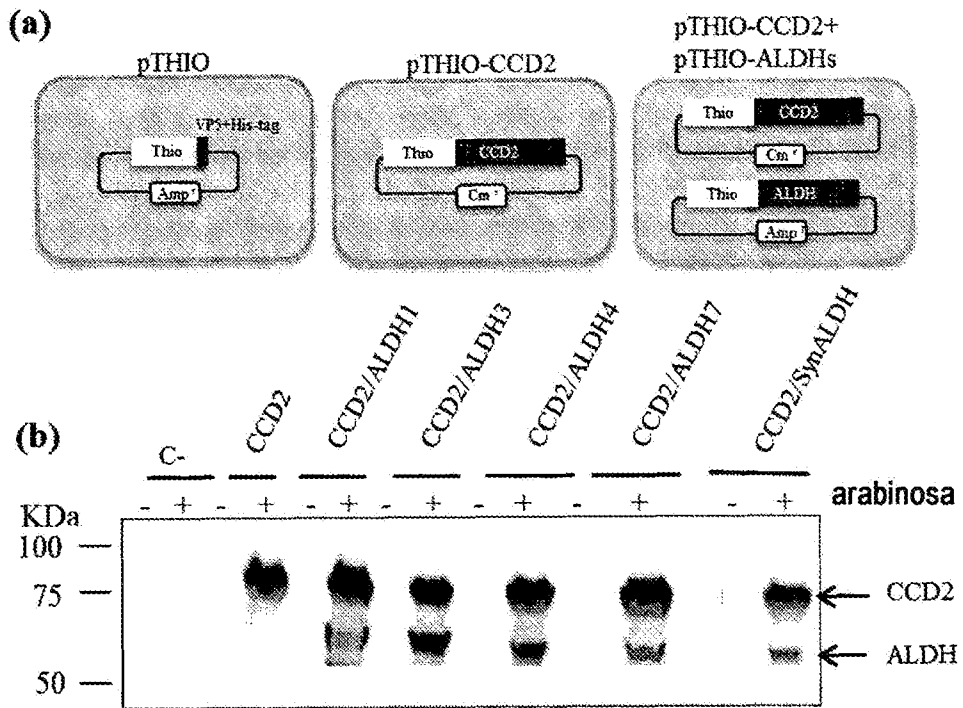 (a)
pTHIO
pTHIO-CCD2
pTHIO-CCD2+
pTHIO-ALDHs
VP5+His-tag
Thio
Amp r
Thio
CCD2
Cm r
Thio
CCD2
Cm r
Thio
ALDH
Amp r
(b)
C-
CCD2
CCD2/ALDH1
CCD2/ALDH3
CCD2/ALDH4
CCD2/ALDH7
CCD2/SynALDH
- + - + - + - + - + - + - + arabinosa
KDa
100
75
50
CCD2
ALDH